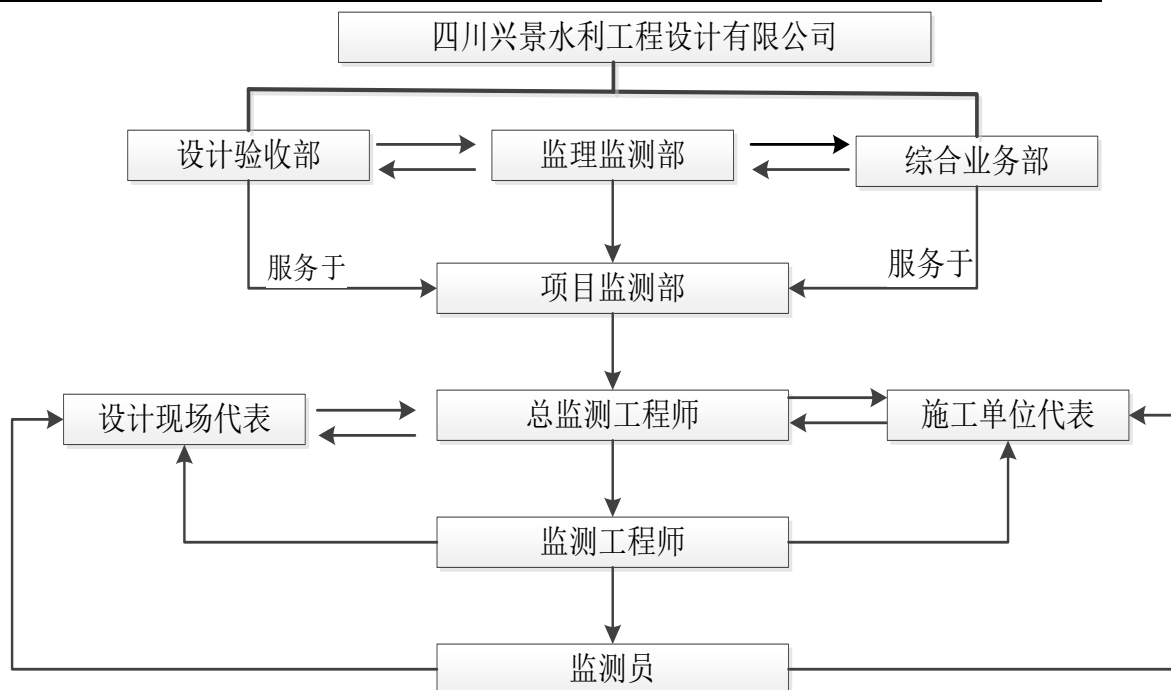 四川兴景水利工程设计有限公司
设计验收部
监理监测部
综合业务部
服务于
服务于
项目监测部
设计现场代表
总监测工程师
施工单位代表
监测工程师
监测员